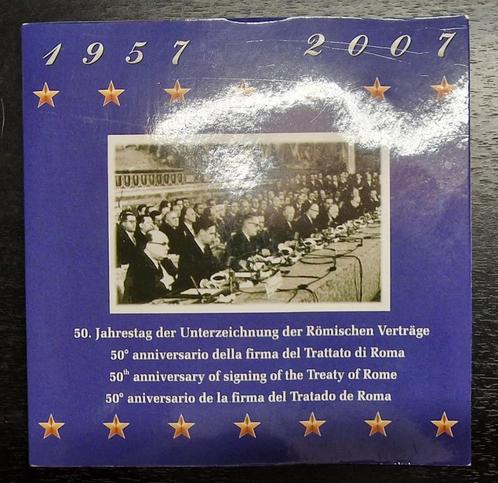 1957 2007
50. Jahrestag der Unterzeichnung der Römischen Verträge
50° anniversario della firma del Trattato di Roma
50th anniversary of signing of the Treaty of Rome
50° aniversario de la firma del Tratado de Roma